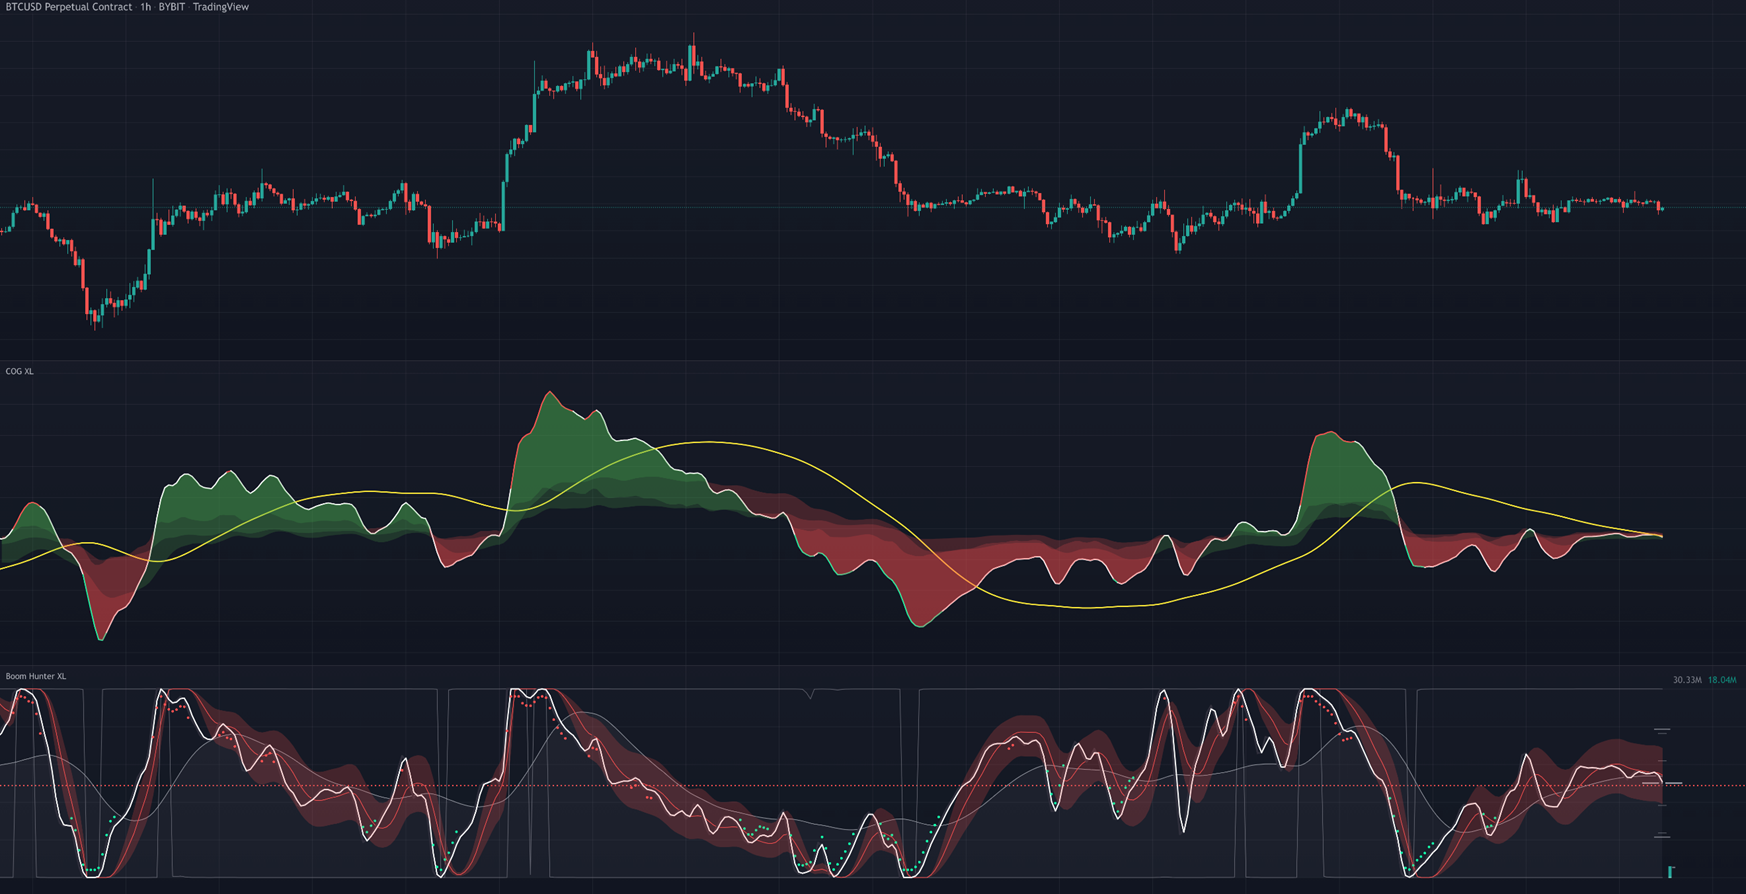 BTCUSD Perpetual Contract · 1h · BYBIT · TradingView
COG XL
Boom Hunter XL
30.33M 18.04M